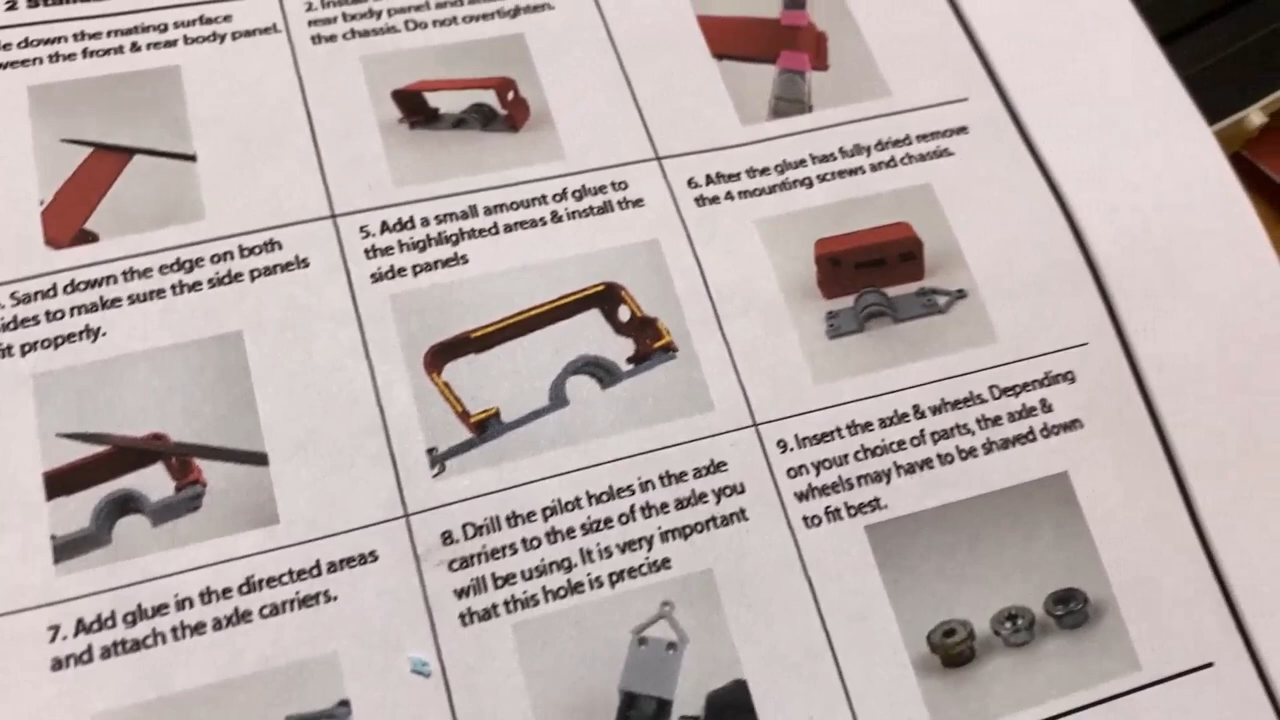 le down the mating surface
ween the front & rear body panel.
2. Install
rear body panel and
the chassis. Do not overtighten.
. Sand down the edge on both
ides to make sure the side panels
it properly.
5. Add a small amount of glue to
the highlighted areas & install the
side panels
6. After the glue has fully dried remove
the 4 mounting screws and chassis.
7. Add glue in the directed areas
and attach the axle carriers.
8. Drill the pilot holes in the axle
carriers to the size of the axle you
will be using. It is very important
that this hole is precise
9. Insert the axle & wheels. Depending
on your choice of parts, the axle &
wheels may have to be shaved down
to fit best.